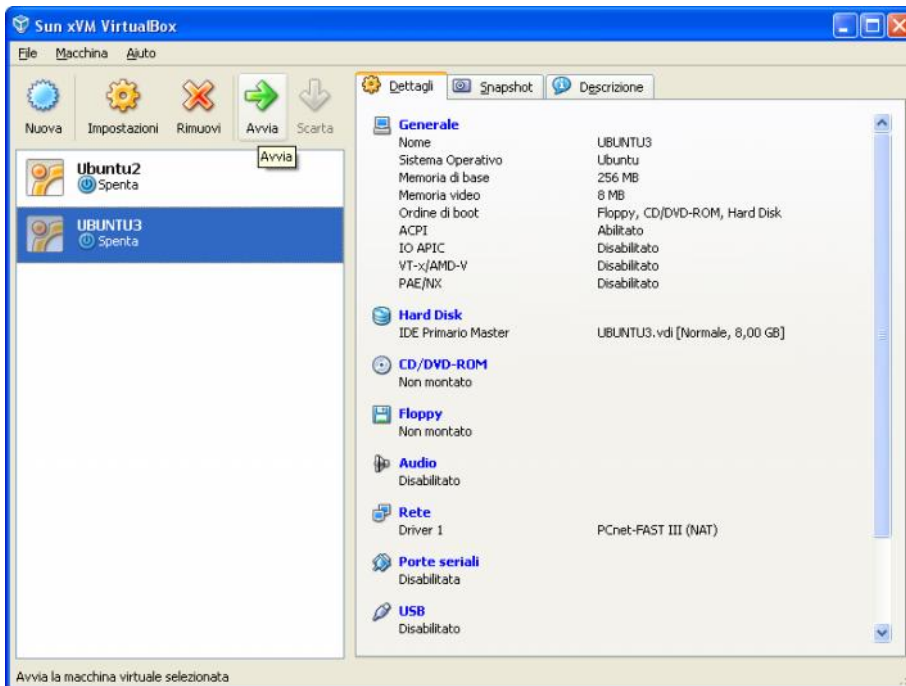 Sun xVM VirtualBox
File Macchina Aiuto
Nuova Impostazioni Rimuovi Avvia Scarta
Avvia
Ubuntu2
Spenta
UBUNTU3
Spenta
Dettagli Snapshot Descrizione
Generale
Nome UBUNTU3
Sistema Operativo Ubuntu
Memoria di base 256 MB
Memoria video 8 MB
Ordine di boot Floppy, CD/DVD-ROM, Hard Disk
ACPI Abilitato
IO APIC Disabilitato
VT-x/AMD-V Disabilitato
PAE/NX Disabilitato
Hard Disk
IDE Primario Master UBUNTU3.vdi [Normale, 8,00 GB]
CD/DVD-ROM
Non montato
Floppy
Non montato
Audio
Disabilitato
Rete
Driver 1 PCnet-FAST III (NAT)
Porte seriali
Disabilitata
USB
Disabilitato
Avvia la macchina virtuale selezionata